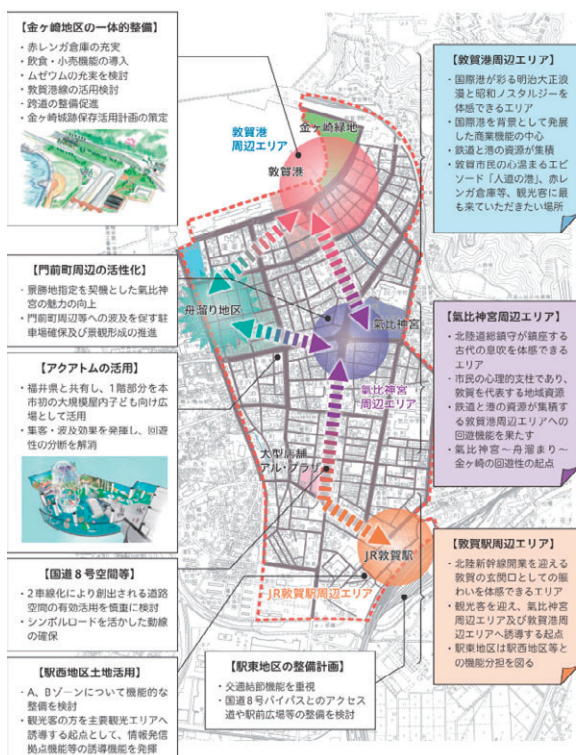 【金ヶ崎地区の一体的整備】
・赤レンガ倉庫の充実
・飲食・小売機能の導入
・ムゼウムの充実を検討
・敦賀港線の活用検討
・跨道の整備促進
・金ヶ崎城跡保存活用計画の策定
【門前町周辺の活性化】
・景勝地指定を契機とした氣比神
宮の魅力の向上
・門前町周辺等への波及を促す駐
車場確保及び景観形成の推進
【アクアトムの活用】
・福井県と共有し、1階部分を本
市初の大規模屋内子ども向け広
場として活用
・集客・波及効果を発揮し、回遊
性の分断を解消
【国道8号空間等】
・2車線化により創出される道路
空間の有効活用を慎重に検討
・シンボルロードを活かした動線
の確保
【駅西地区土地活用】
・A、Bゾーンについて機能的な
整備を検討
・観光客の方を主要観光エリアへ
誘導する起点として、情報発信
拠点機能等の誘導機能を発揮
金ヶ崎緑地
敦賀港
周辺エリア
敦賀港
舟溜り地区
氣比神宮
氣比神宮
周辺エリア
大型店舗
アル・プラザ
JR敦賀駅
JR敦賀駅周辺エリア
【駅東地区の整備計画】
・交通結節機能を重視
・国道8号バイパスとのアクセス
道や駅前広場等の整備を検討
【敦賀港周辺エリア】
・国際港が彩る明治大正浪
漫と昭和ノスタルジーを
体感できるエリア
・国際港を背景として発展
した商業機能の中心
・鉄道と港の資源が集積
・敦賀市民の心温まるエピ
ソード「人道の港」、赤レ
ンガ倉庫等、観光客に最
も来ていただきたい場所
【氣比神宮周辺エリア】
・北陸道総鎮守が鎮座する
古代の息吹を体感できる
エリア
・市民の心理的支柱であり、
敦賀を代表する地域資源
・鉄道と港の資源が集積す
る敦賀港周辺エリアへの
回遊機能を果たす
・氣比神宮～舟溜まり～
金ヶ崎の回遊性の起点
【敦賀駅周辺エリア】
・北陸新幹線開業を迎える
敦賀の玄関口としての賑
わいを体感できるエリア
・観光客を迎え、氣比神宮
周辺エリア及び敦賀港周
辺エリアへ誘導する起点
・駅東地区は駅西地区等と
の機能分担を図る